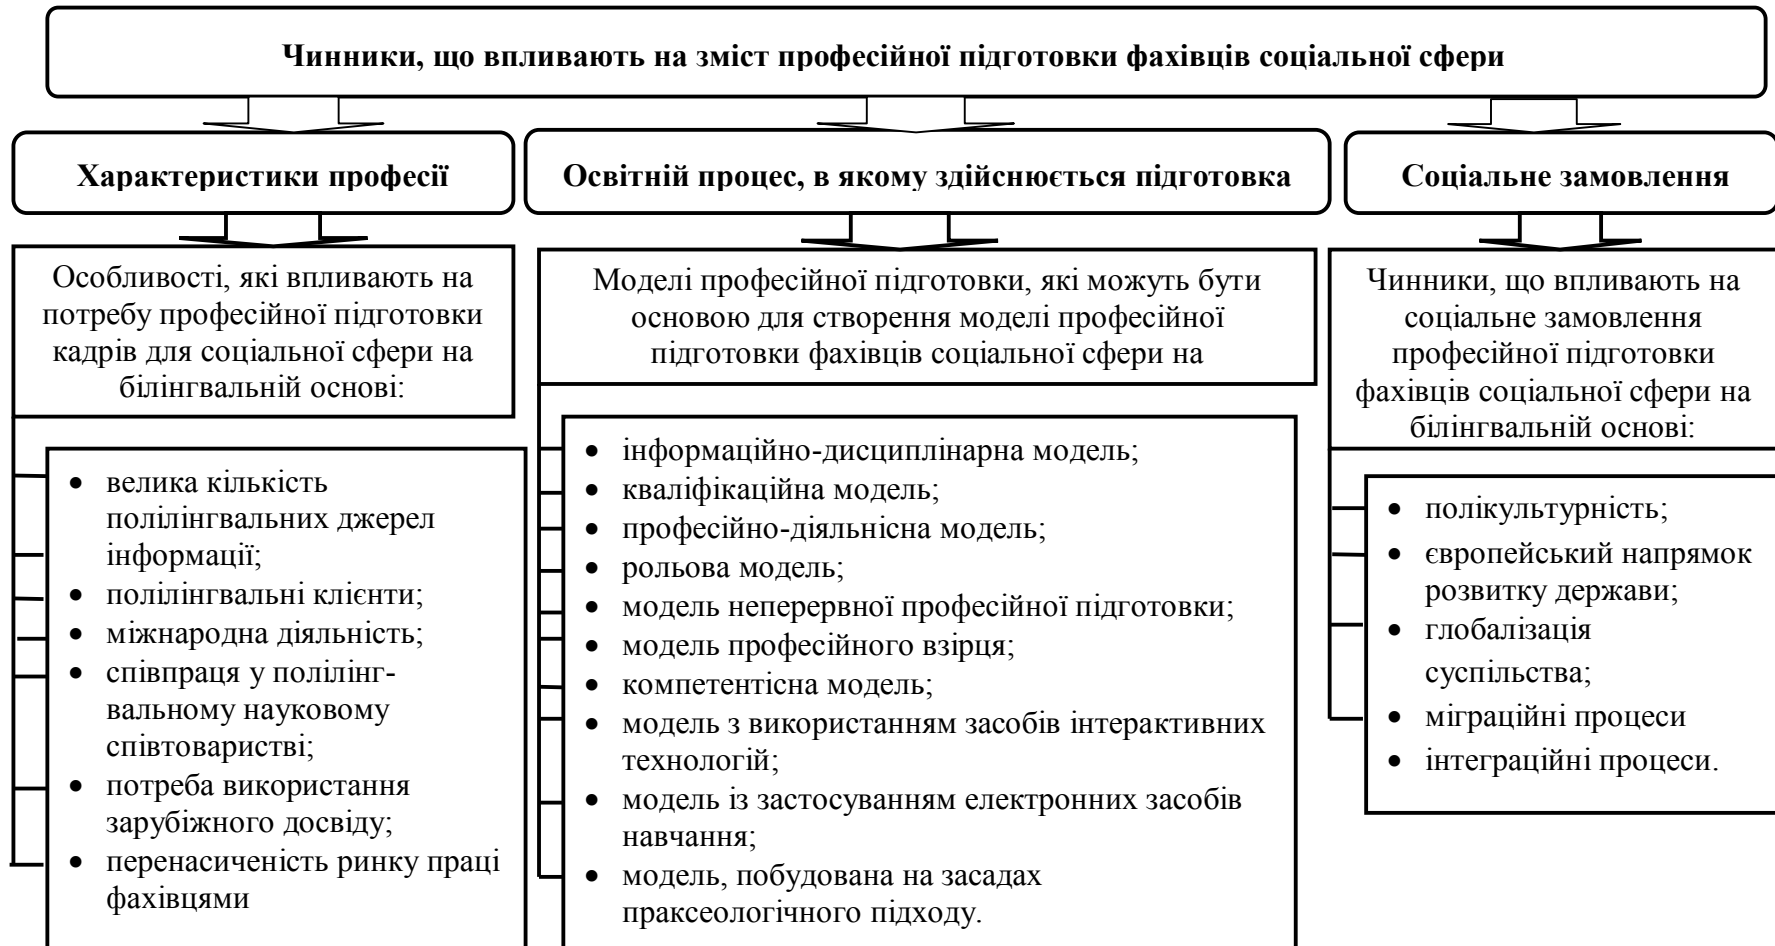 Чинники, що впливають на зміст професійної підготовки фахівців соціальної сфери
Характеристики професії
Освітній процес, в якому здійснюється підготовка
Соціальне замовлення
Особливості, які впливають на
потребу професійної підготовки
кадрів для соціальної сфери на
білінгвальній основі:
• велика кількість
полілінгвальних джерел
інформації;
• полілінгвальні клієнти;
• міжнародна діяльність;
• співпраця у полілінг-
вальному науковому
співтоваристві;
• потреба використання
зарубіжного досвіду;
• перенасиченість ринку праці
фахівцями
Моделі професійної підготовки, які можуть бути
основою для створення моделі професійної
підготовки фахівців соціальної сфери на
• інформаційно-дисциплінарна модель;
• кваліфікаційна модель;
• професійно-діяльнісна модель;
• рольова модель;
• модель неперервної професійної підготовки;
• модель професійного взірця;
• компетентісна модель;
• модель з використанням засобів інтерактивних
технологій;
• модель із застосуванням електронних засобів
навчання;
• модель, побудована на засадах
праксеологічного підходу.
Чинники, що впливають на
соціальне замовлення
професійної підготовки
фахівців соціальної сфери на
білінгвальній основі:
• полікультурність;
• європейський напрямок
розвитку держави;
• глобалізація
суспільства;
• міграційні процеси
• інтеграційні процеси.